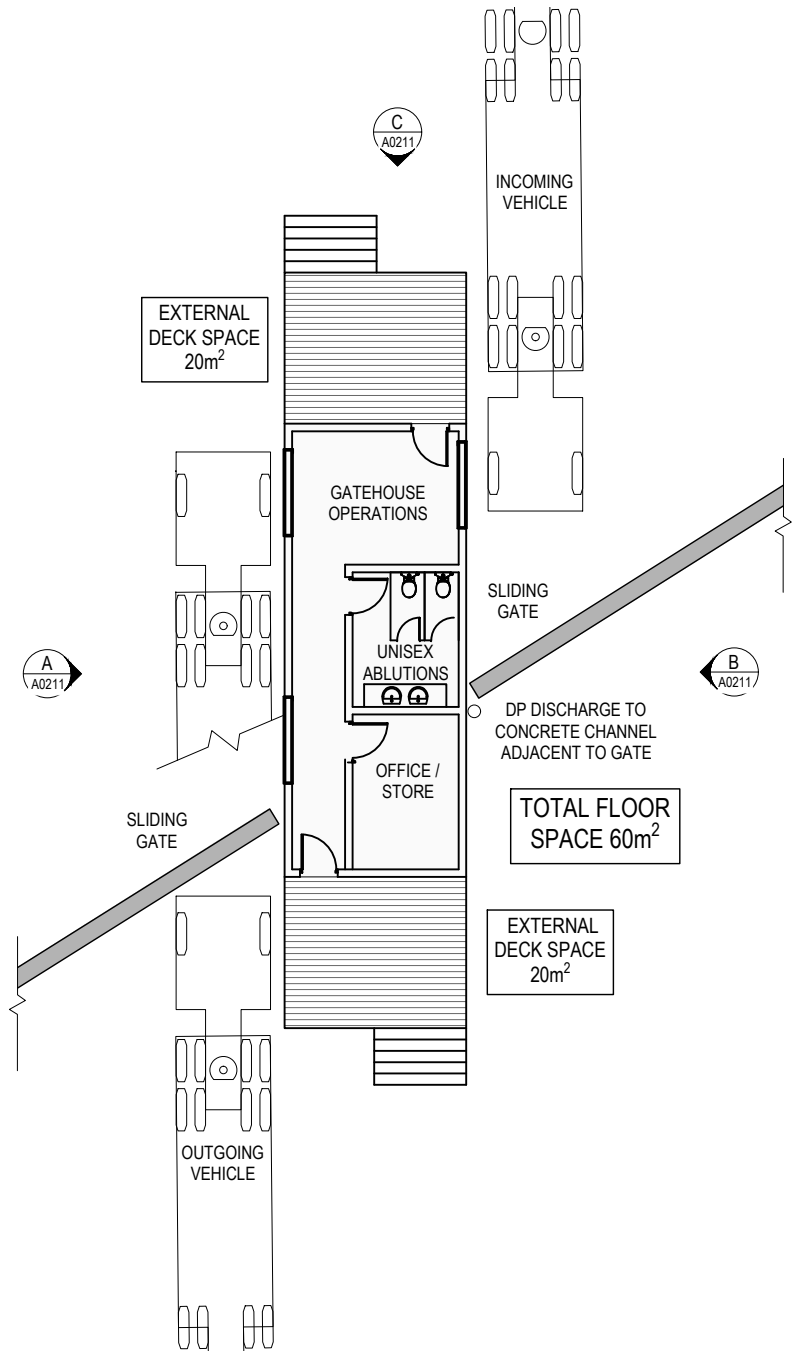 C
A0211
INCOMING
VEHICLE
EXTERNAL
DECK SPACE
20m²
GATEHOUSE
OPERATIONS
SLIDING
GATE
A
A0211
UNISEX
ABLUTIONS
B
A0211
DP DISCHARGE TO
CONCRETE CHANNEL
ADJACENT TO GATE
OFFICE /
STORE
SLIDING
GATE
TOTAL FLOOR
SPACE 60m²
EXTERNAL
DECK SPACE
20m²
OUTGOING
VEHICLE